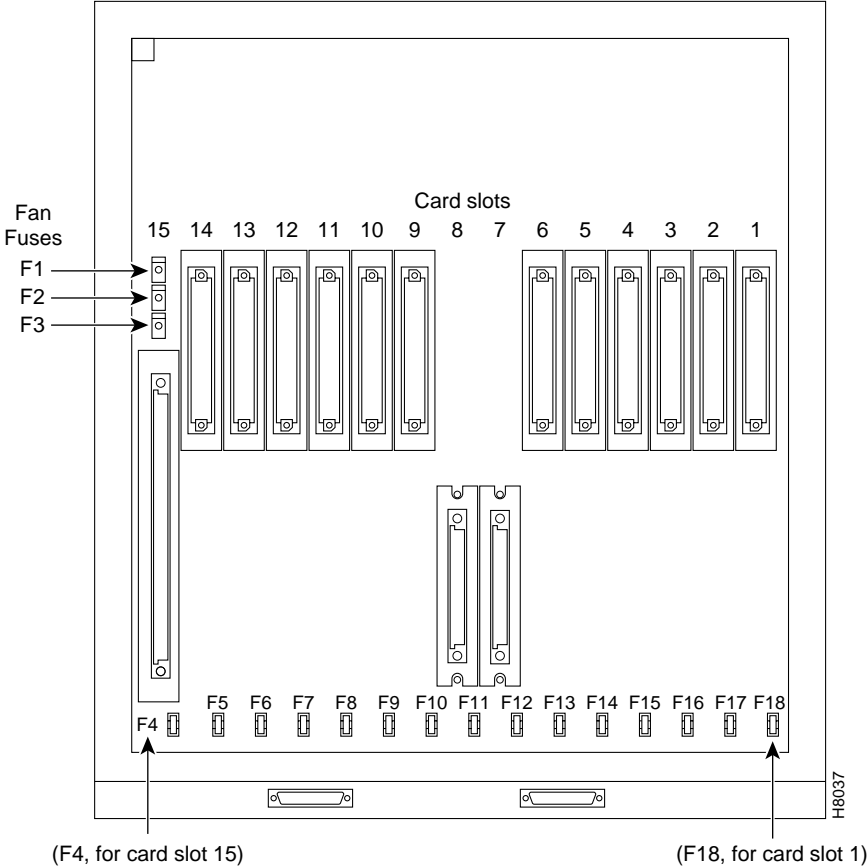 Card slots
Fan
Fuses
15 14 13 12 11 10 9 8 7 6 5 4 3 2 1
F1
F2
F3
F5 F6 F7 F8 F9 F10 F11 F12 F13 F14 F15 F16 F17 F18
F4
H8037
(F4, for card slot 15)
(F18, for card slot 1)